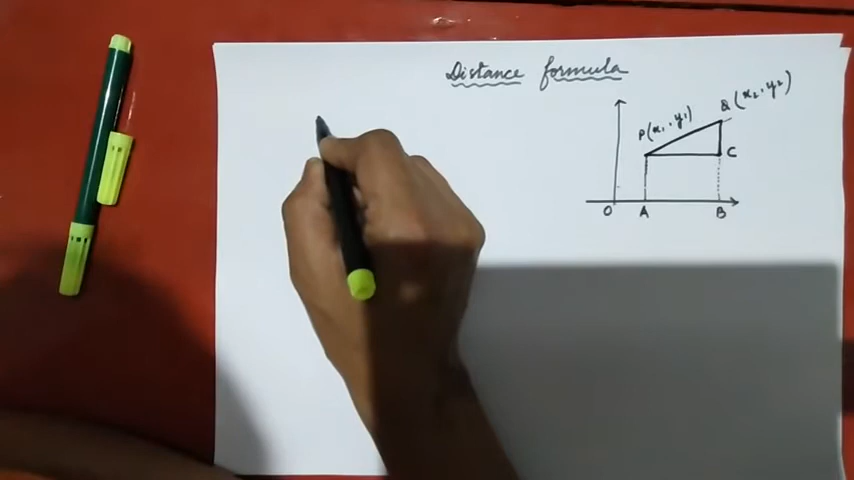 Distance formula
Q (x₂, y₂)
P(x₁, y₁)
C
O A B